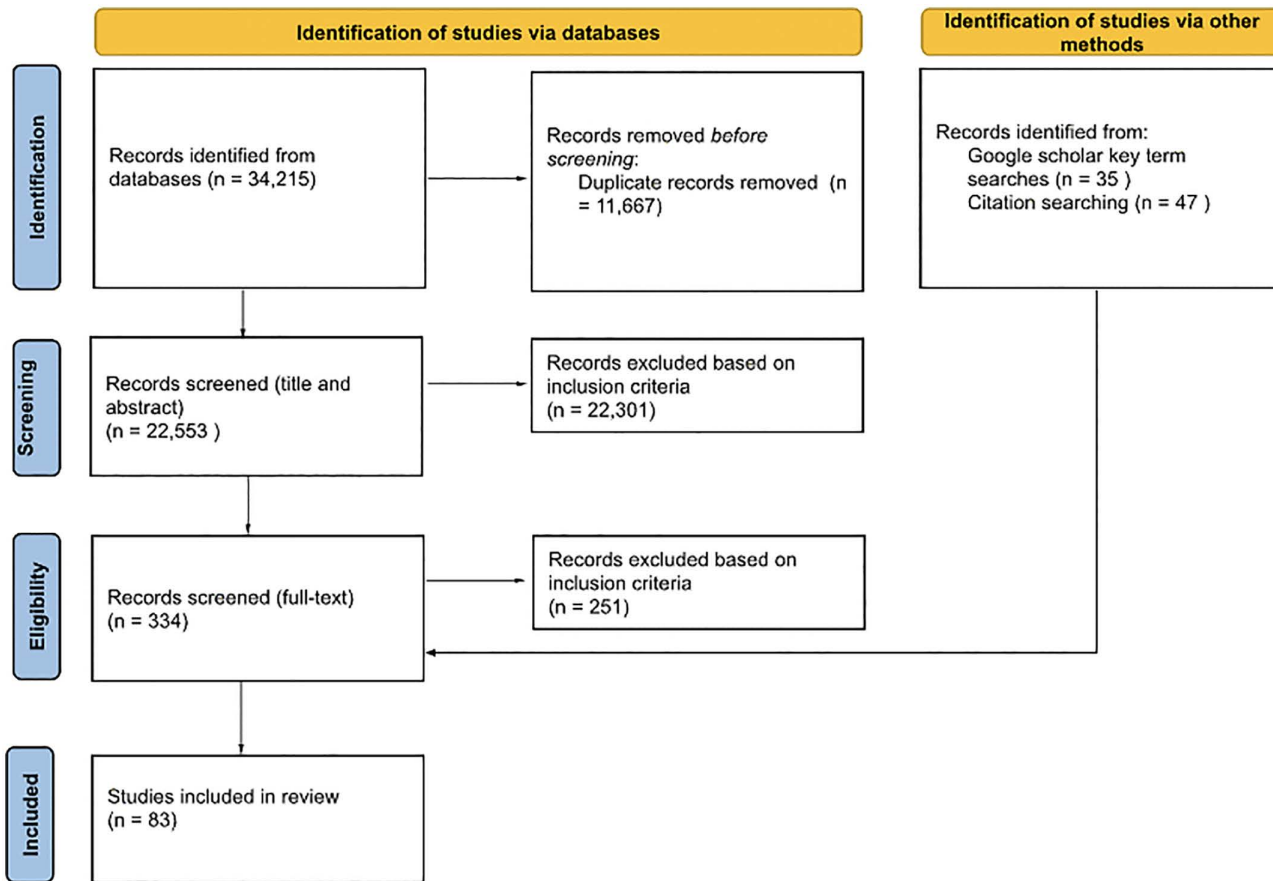 Identification of studies via databases
Identification of studies via other
methods
Identification
Records identified from
databases (n = 34,215)
Records removed before
screening:
Duplicate records removed (n
= 11,667)
Records identified from:
Google scholar key term
searches (n = 35 )
Citation searching (n = 47 )
Screening
Records screened (title and
abstract)
(n = 22,553 )
Records excluded based on
inclusion criteria
(n = 22,301)
Eligibility
Records screened (full-text)
(n = 334)
Records excluded based on
inclusion criteria
(n = 251)
Included
Studies included in review
(n = 83)